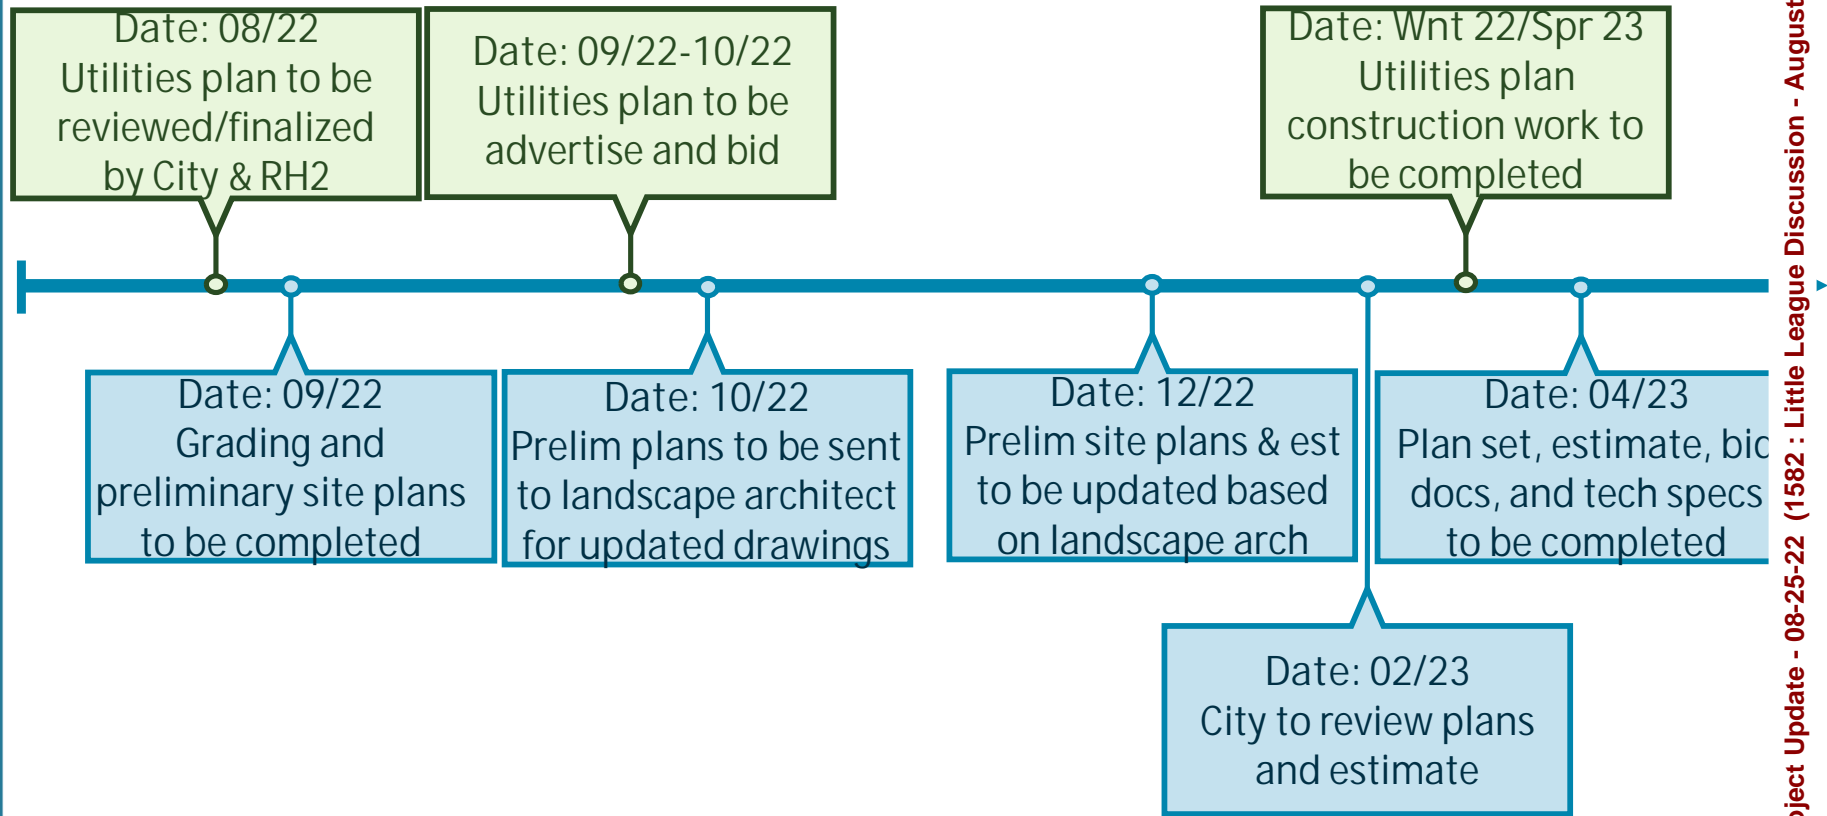 Date: 08/22
Utilities plan to be
reviewed/finalized
by City & RH2
Date: 09/22-10/22
Utilities plan to be
advertise and bid
Date: Wnt 22/Spr 23
Utilities plan
construction work to
be completed
Date: 09/22
Grading and
preliminary site plans
to be completed
Date: 10/22
Prelim plans to be sent
to landscape architect
for updated drawings
Date: 12/22
Prelim site plans & est
to be updated based
on landscape arch
Date: 04/23
Plan set, estimate, bid
docs, and tech specs
to be completed
Date: 02/23
City to review plans
and estimate
oject Update - 08-25-22 (1582 : Little League Discussion - August